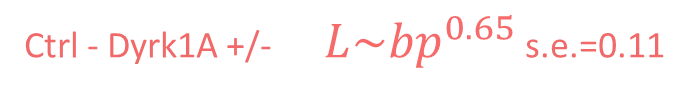 Ctrl - Dyrk1A +/- L~bp^0.65 s.e.=0.11